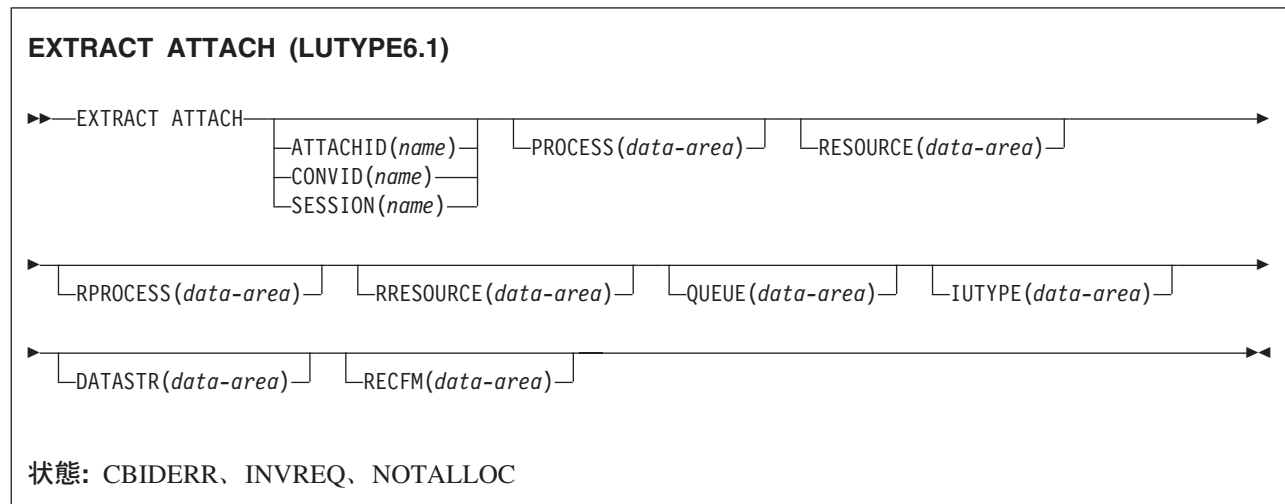 EXTRACT ATTACH (LUTYPE6.1)
EXTRACT ATTACH
ATTACHID(name)
CONVID(name)
SESSION(name)
PROCESS(data-area)
RESOURCE(data-area)
RPROCESS(data-area)
RRESOURCE(data-area)
QUEUE(data-area)
IUTYPE(data-area)
DATASTR(data-area)
RECFM(data-area)
状態: CBIDERR、INVREQ、NOTALLOC